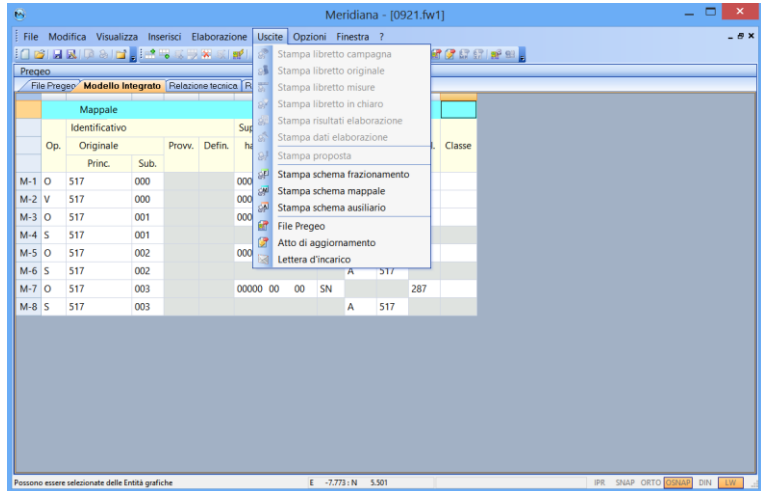 Meridiana - [0921.fw1]
File Modifica Visualizza Inserisci Elaborazione Uscite Opzioni Finestra ?
Pregeo
File Pregeo Modello Integrato Relazione tecnica
Stampa libretto campagna
Stampa libretto originale
Stampa libretto misure
Stampa libretto in chiaro
Stampa risultati elaborazione
Stampa dati elaborazione
Stampa proposta
Stampa schema frazionamento
Stampa schema mappale
Stampa schema ausiliario
File Pregeo
Atto di aggiornamento
Lettera d'incarico
Mappale
Identificativo
Op. Originale Provv. Defin. Classe
Princ. Sub.
M-1 O 517 000 000
M-2 V 517 000 000
M-3 O 517 001 000
M-4 S 517 001
M-5 O 517 002 000
M-6 S 517 002 A 517
M-7 O 517 003 00000 00 00 SN 287
M-8 S 517 003 A 517
Possono essere selezionate delle Entità grafiche E -7.773 : N 5.501 IPR SNAP ORTO OSNAP DIN LW